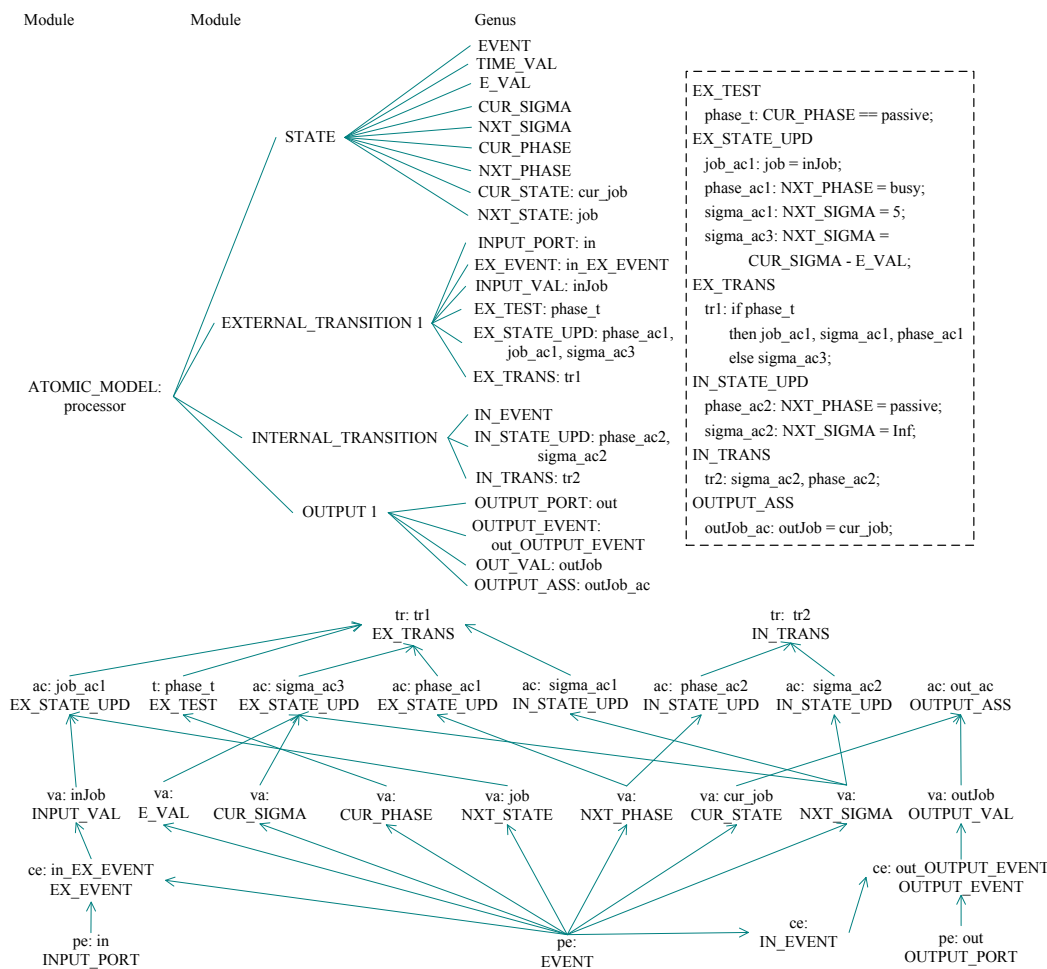 Module Module Genus
EVENT
TIME_VAL
E_VAL
CUR_SIGMA
NXT_SIGMA
CUR_PHASE
NXT_PHASE
CUR_STATE: cur_job
NXT_STATE: job
STATE
INPUT_PORT: in
EX_EVENT: in_EX_EVENT
INPUT_VAL: inJob
EX_TEST: phase_t
EX_STATE_UPD: phase_ac1,
job_ac1, sigma_ac3
EX_TRANS: tr1
EXTERNAL_TRANSITION 1
ATOMIC_MODEL:
processor
IN_EVENT
IN_STATE_UPD: phase_ac2,
sigma_ac2
IN_TRANS: tr2
INTERNAL_TRANSITION
OUTPUT_PORT: out
OUTPUT_EVENT:
out_OUTPUT_EVENT
OUT_VAL: outJob
OUTPUT_ASS: outJob_ac
OUTPUT 1
EX_TEST
phase_t: CUR_PHASE == passive;
EX_STATE_UPD
job_ac1: job = inJob;
phase_ac1: NXT_PHASE = busy;
sigma_ac1: NXT_SIGMA = 5;
sigma_ac3: NXT_SIGMA =
CUR_SIGMA - E_VAL;
EX_TRANS
tr1: if phase_t
then job_ac1, sigma_ac1, phase_ac1
else sigma_ac3;
IN_STATE_UPD
phase_ac2: NXT_PHASE = passive;
sigma_ac2: NXT_SIGMA = Inf;
IN_TRANS
tr2: sigma_ac2, phase_ac2;
OUTPUT_ASS
outJob_ac: outJob = cur_job;
tr: tr1
EX_TRANS
tr: tr2
IN_TRANS
ac: job_ac1
EX_STATE_UPD
t: phase_t
EX_TEST
ac: sigma_ac3
EX_STATE_UPD
ac: phase_ac1
EX_STATE_UPD
ac: sigma_ac1
IN_STATE_UPD
ac: phase_ac2
IN_STATE_UPD
ac: sigma_ac2
IN_STATE_UPD
ac: out_ac
OUTPUT_ASS
va: inJob
INPUT_VAL
va:
E_VAL
va:
CUR_SIGMA
va:
CUR_PHASE
va: job
NXT_STATE
va:
NXT_PHASE
va: cur_job
CUR_STATE
va:
NXT_SIGMA
va: outJob
OUTPUT_VAL
ce: in_EX_EVENT
EX_EVENT
ce: out_OUTPUT_EVENT
OUTPUT_EVENT
pe: in
INPUT_PORT
pe:
EVENT
ce:
IN_EVENT
pe: out
OUTPUT_PORT